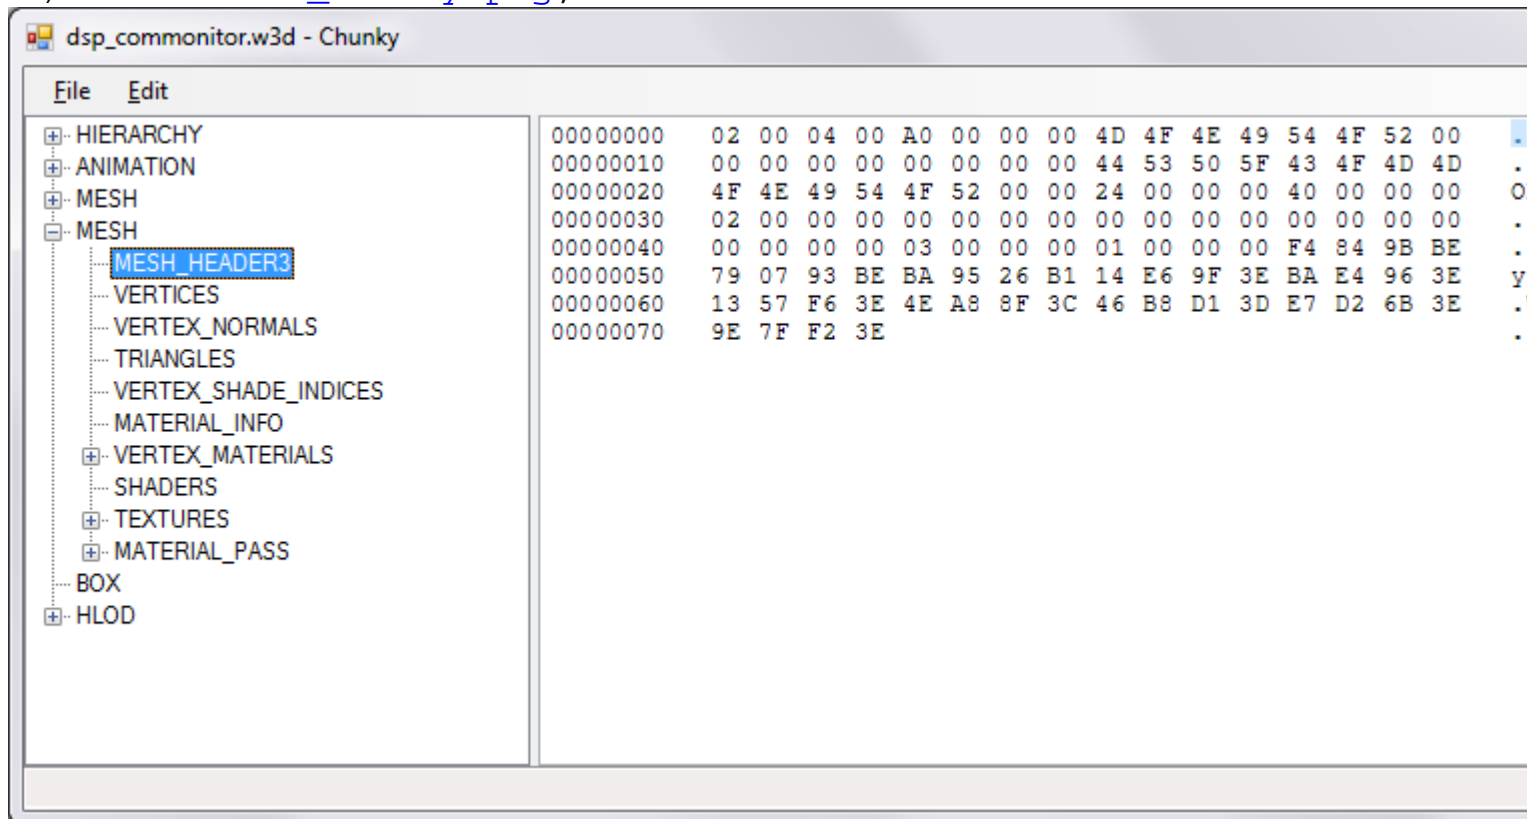 dsp_commonitor.w3d - Chunky
File Edit
HIERARCHY
ANIMATION
MESH
MESH
MESH_HEADER3
VERTICES
VERTEX_NORMALS
TRIANGLES
VERTEX_SHADE_INDICES
MATERIAL_INFO
VERTEX_MATERIALS
SHADERS
TEXTURES
MATERIAL_PASS
BOX
HLOD
00000000 02 00 04 00 A0 00 00 00 4D 4F 4E 49 54 4F 52 00 .
00000010 00 00 00 00 00 00 00 00 44 53 50 5F 43 4F 4D 4D .
00000020 4F 4E 49 54 4F 52 00 00 24 00 00 00 40 00 00 00 O
00000030 02 00 00 00 00 00 00 00 00 00 00 00 00 00 00 00 .
00000040 00 00 00 00 03 00 00 00 01 00 00 00 F4 84 9B BE .
00000050 79 07 93 BE BA 95 26 B1 14 E6 9F 3E BA E4 96 3E y
00000060 13 57 F6 3E 4E A8 8F 3C 46 B8 D1 3D E7 D2 6B 3E .
00000070 9E 7F F2 3E .